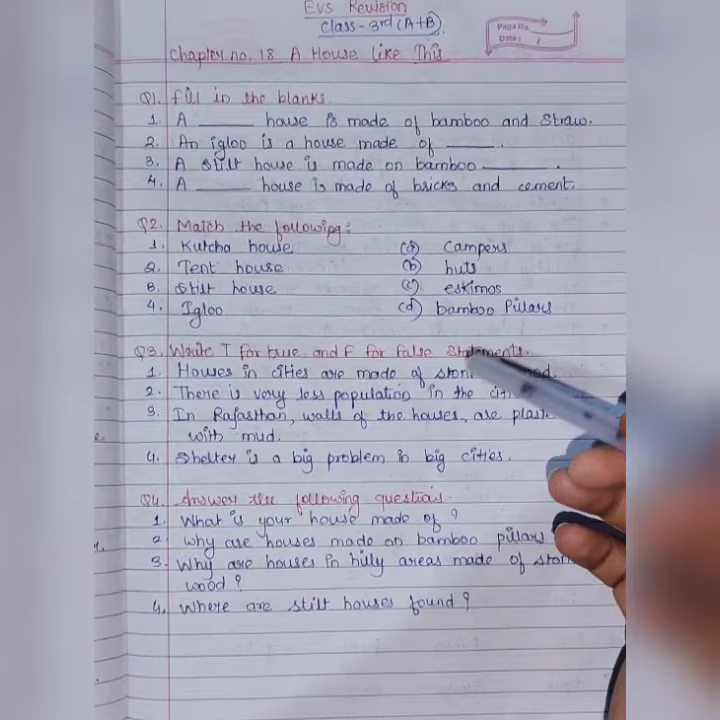 Evs Revision
Class-3rd (A+B)
Page No.
Date: / /
Chapter no. 18 A House Like This
Q1. Fill in the blanks.
1. A ______ house is made of bamboo and straw.
2. An igloo is a house made of ______.
3. A stilt house is made on bamboo ______.
4. A ______ house is made of bricks and cement.
Q2. Match the following:
1. Kutcha house (a) Campers
2. Tent house (b) huts
3. Stilt house (c) eskimos
4. Igloo (d) bamboo Pillars
Q3. Write T for true and F for False Statements.
1. Houses in cities are made of
2. There is very less population in the
3. In Rajasthan, walls of the houses, are
with mud.
4. Shelter is a big problem in big cities.
Q4. Answer the following question.
1. What is your house made of?
2. Why are houses made on bamboo pillars
3. Why are houses in hilly areas made of
wood?
4. Where are stilt houses found?